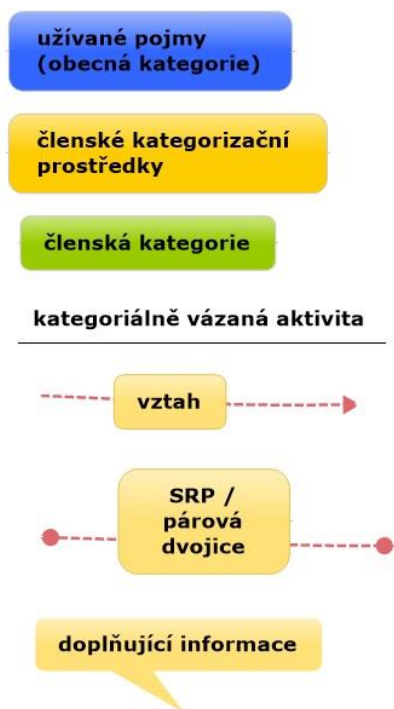 užívané pojmy
(obecná kategorie)
členské kategorizační
prostředky
členská kategorie
kategoriálně vázaná aktivita
vztah
SRP /
párová
dvojice
doplňující informace